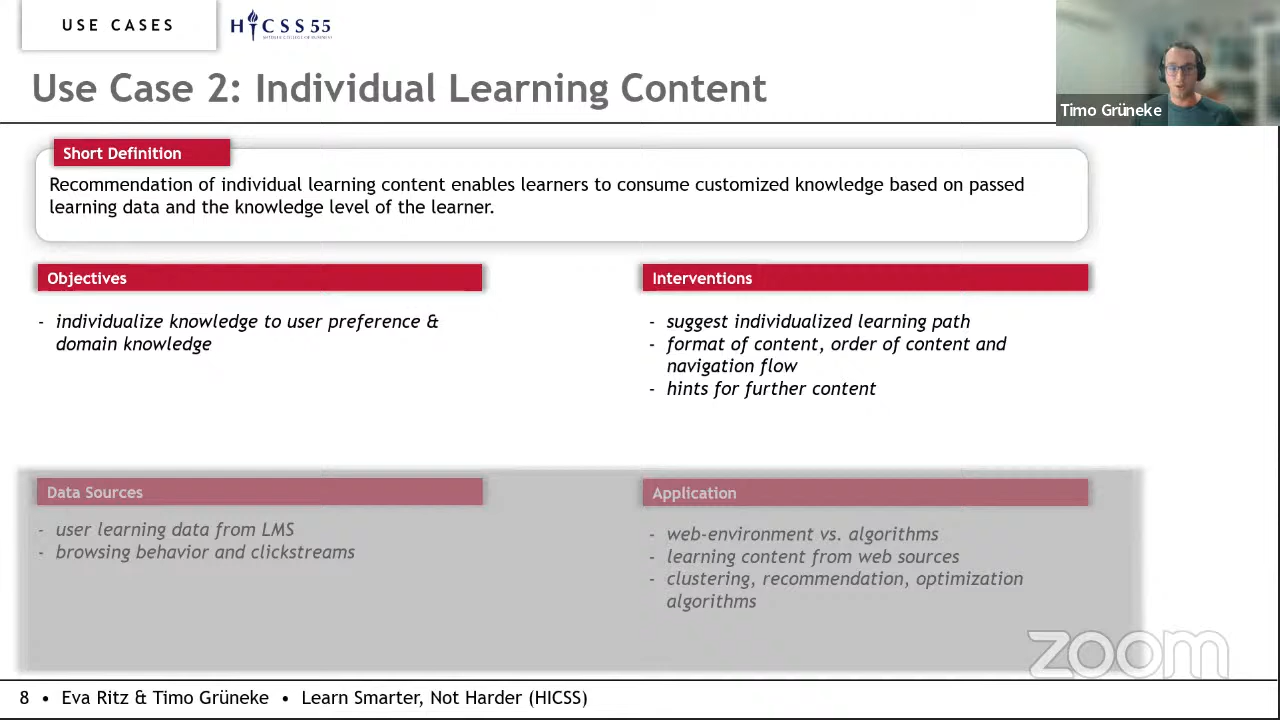 USE CASES
HICSS 55
Use Case 2: Individual Learning Content
Timo Grüneke
Short Definition
Recommendation of individual learning content enables learners to consume customized knowledge based on passed
learning data and the knowledge level of the learner.
Objectives
- individualize knowledge to user preference &
domain knowledge
Interventions
- suggest individualized learning path
- format of content, order of content and
navigation flow
- hints for further content
Data Sources
- user learning data from LMS
- browsing behavior and clickstreams
Application
- web-environment vs. algorithms
- learning content from web sources
- clustering, recommendation, optimization
algorithms
zoom
8 • Eva Ritz & Timo Grüneke • Learn Smarter, Not Harder (HICSS)